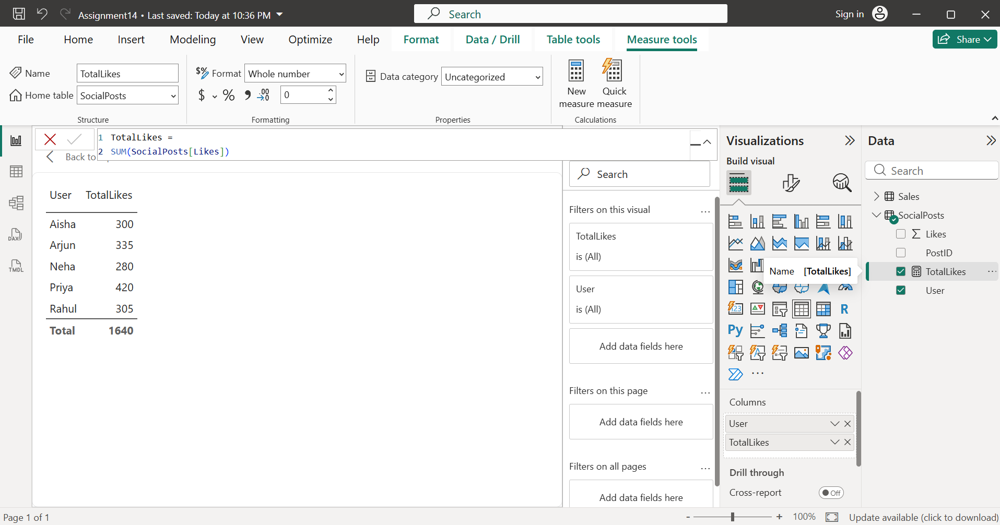 Assignment14 • Last saved: Today at 10:36 PM
Search
Sign in
File Home Insert Modeling View Optimize Help Format Data / Drill Table tools Measure tools
Share
Name TotalLikes
Home table SocialPosts
Structure
$% Format Whole number
$ % 9 .00 0
Formatting
Data category Uncategorized
Properties
New measure
Quick measure
Calculations
1 TotalLikes =
2 SUM(SocialPosts[Likes])
Back to
User TotalLikes
Aisha 300
Arjun 335
Neha 280
Priya 420
Rahul 305
Total 1640
Search
Filters on this visual ...
TotalLikes
is (All)
User
is (All)
Add data fields here
Filters on this page ...
Add data fields here
Filters on all pages ...
Add data fields here
Visualizations
Build visual
Name [TotalLikes]
123
R
Py
...
Columns
User
TotalLikes
Drill through
Cross-report Off
Data
Search
Sales
SocialPosts
Likes
PostID
TotalLikes ...
User
DAX
TMDL
Page 1 of 1
- + 100%
Update available (click to download)